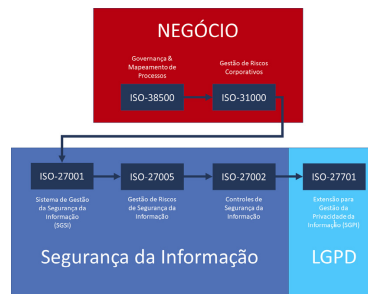 NEGÓCIO
Governança &
Mapeamento de
Processos
Gestão de Riscos
Corporativos
ISO-38500
ISO-31000
ISO-27001
ISO-27005
ISO-27002
ISO-27701
Sistema de Gestão
da Segurança da
Informação
(SGSI)
Gestão de Riscos
de Segurança da
Informação
Controles de
Segurança da
Informação
Extensão para
Gestão da
Privacidade da
Informação (SGPI)
Segurança da Informação
LGPD